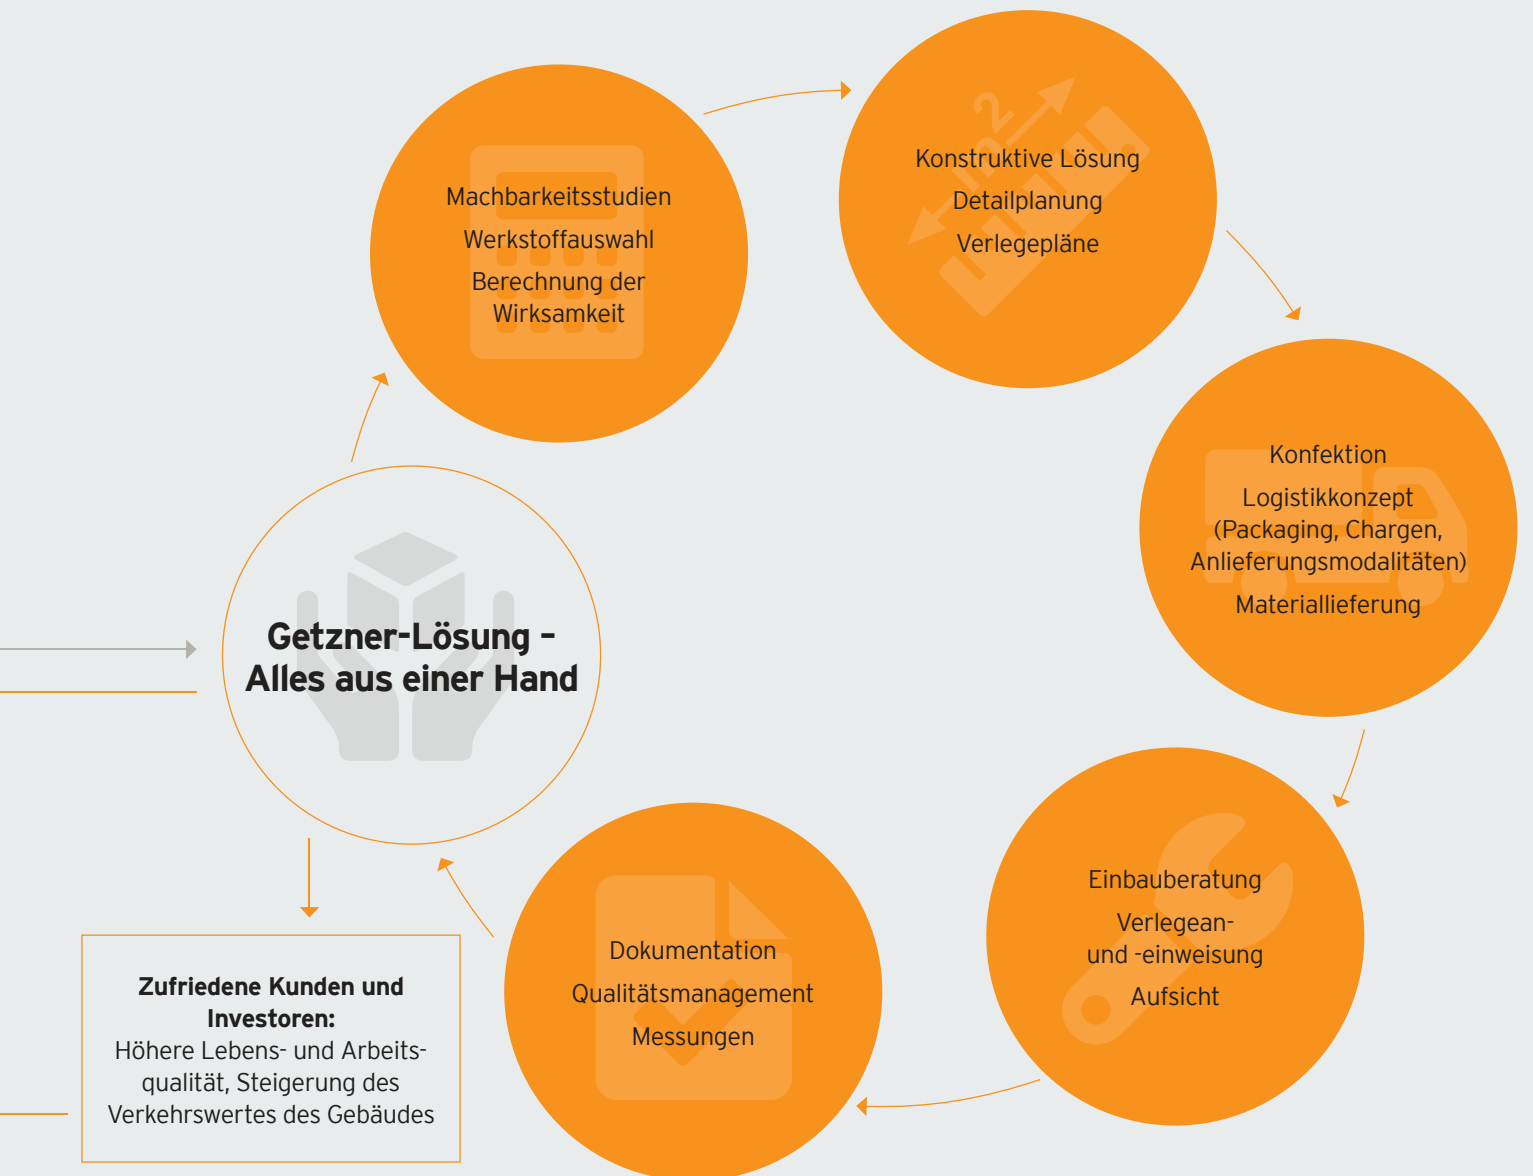 Machbarkeitsstudien
Werkstoffauswahl
Berechnung der
Wirksamkeit
m2
Konstruktive Lösung
Detailplanung
Verlegepläne
Konfektion
Logistikkonzept
(Packaging, Chargen,
Anlieferungsmodalitäten)
Materiallieferung
Getzner-Lösung –
Alles aus einer Hand
Einbauberatung
Verlegean-
und -einweisung
Aufsicht
Dokumentation
Qualitätsmanagement
Messungen
Zufriedene Kunden und
Investoren:
Höhere Lebens- und Arbeits-
qualität, Steigerung des
Verkehrswertes des Gebäudes